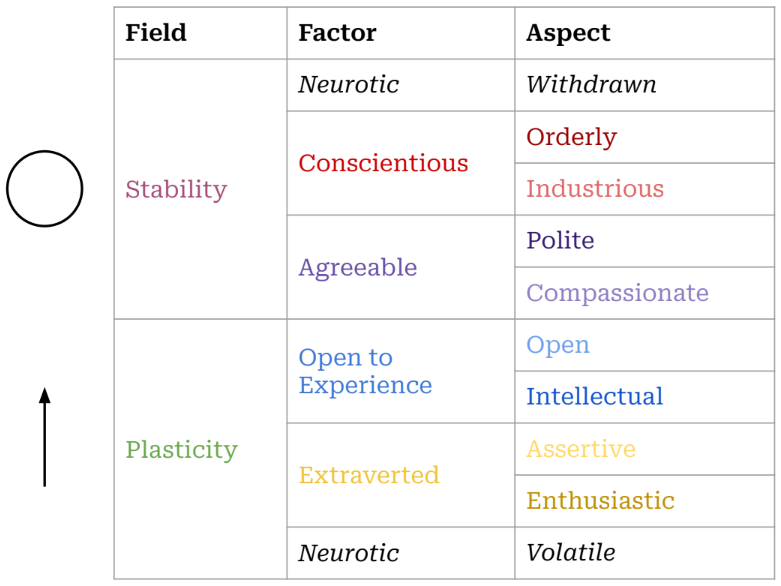 Field Factor Aspect
Neurotic Withdrawn
Stability Conscientious Orderly
Industrious
Agreeable Polite
Compassionate
Plasticity Open to
Experience Open
Intellectual
Extraverted Assertive
Enthusiastic
Neurotic Volatile